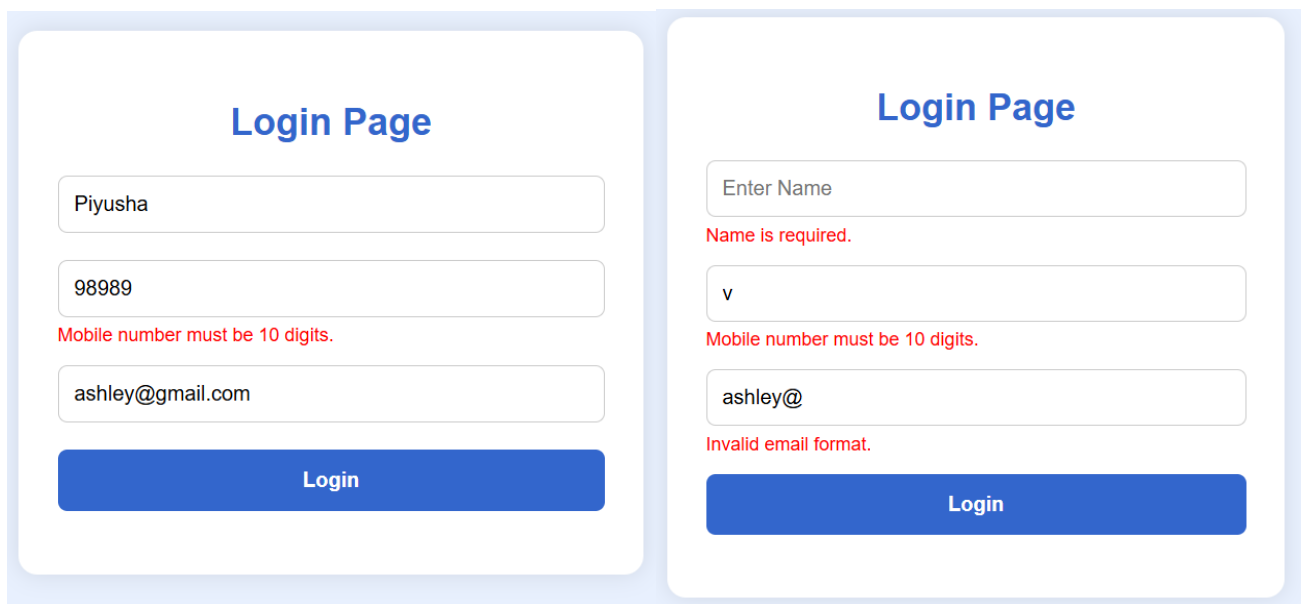 Login Page
Piyusha
98989
Mobile number must be 10 digits.
ashley@gmail.com
Login
Login Page
Enter Name
Name is required.
v
Mobile number must be 10 digits.
ashley@
Invalid email format.
Login